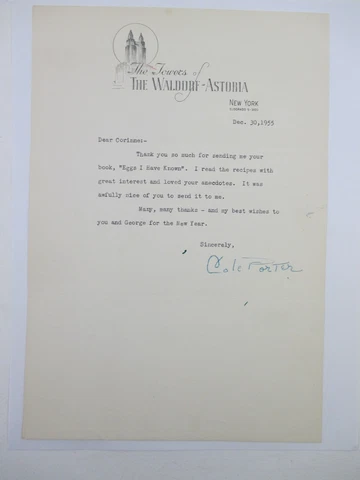 The Towers of
THE WALDORF-ASTORIA
NEW YORK
Dec. 30,1955
Dear Corinne:-
Thank you so much for sending me your
book, "Eggs I Have Known". I read the recipes with
great interest and loved your anecdotes. It was
awfully nice of you to send it to me.
Many, many thanks - and my best wishes to
you and George for the New Year.
Sincerely,
Cole Porter